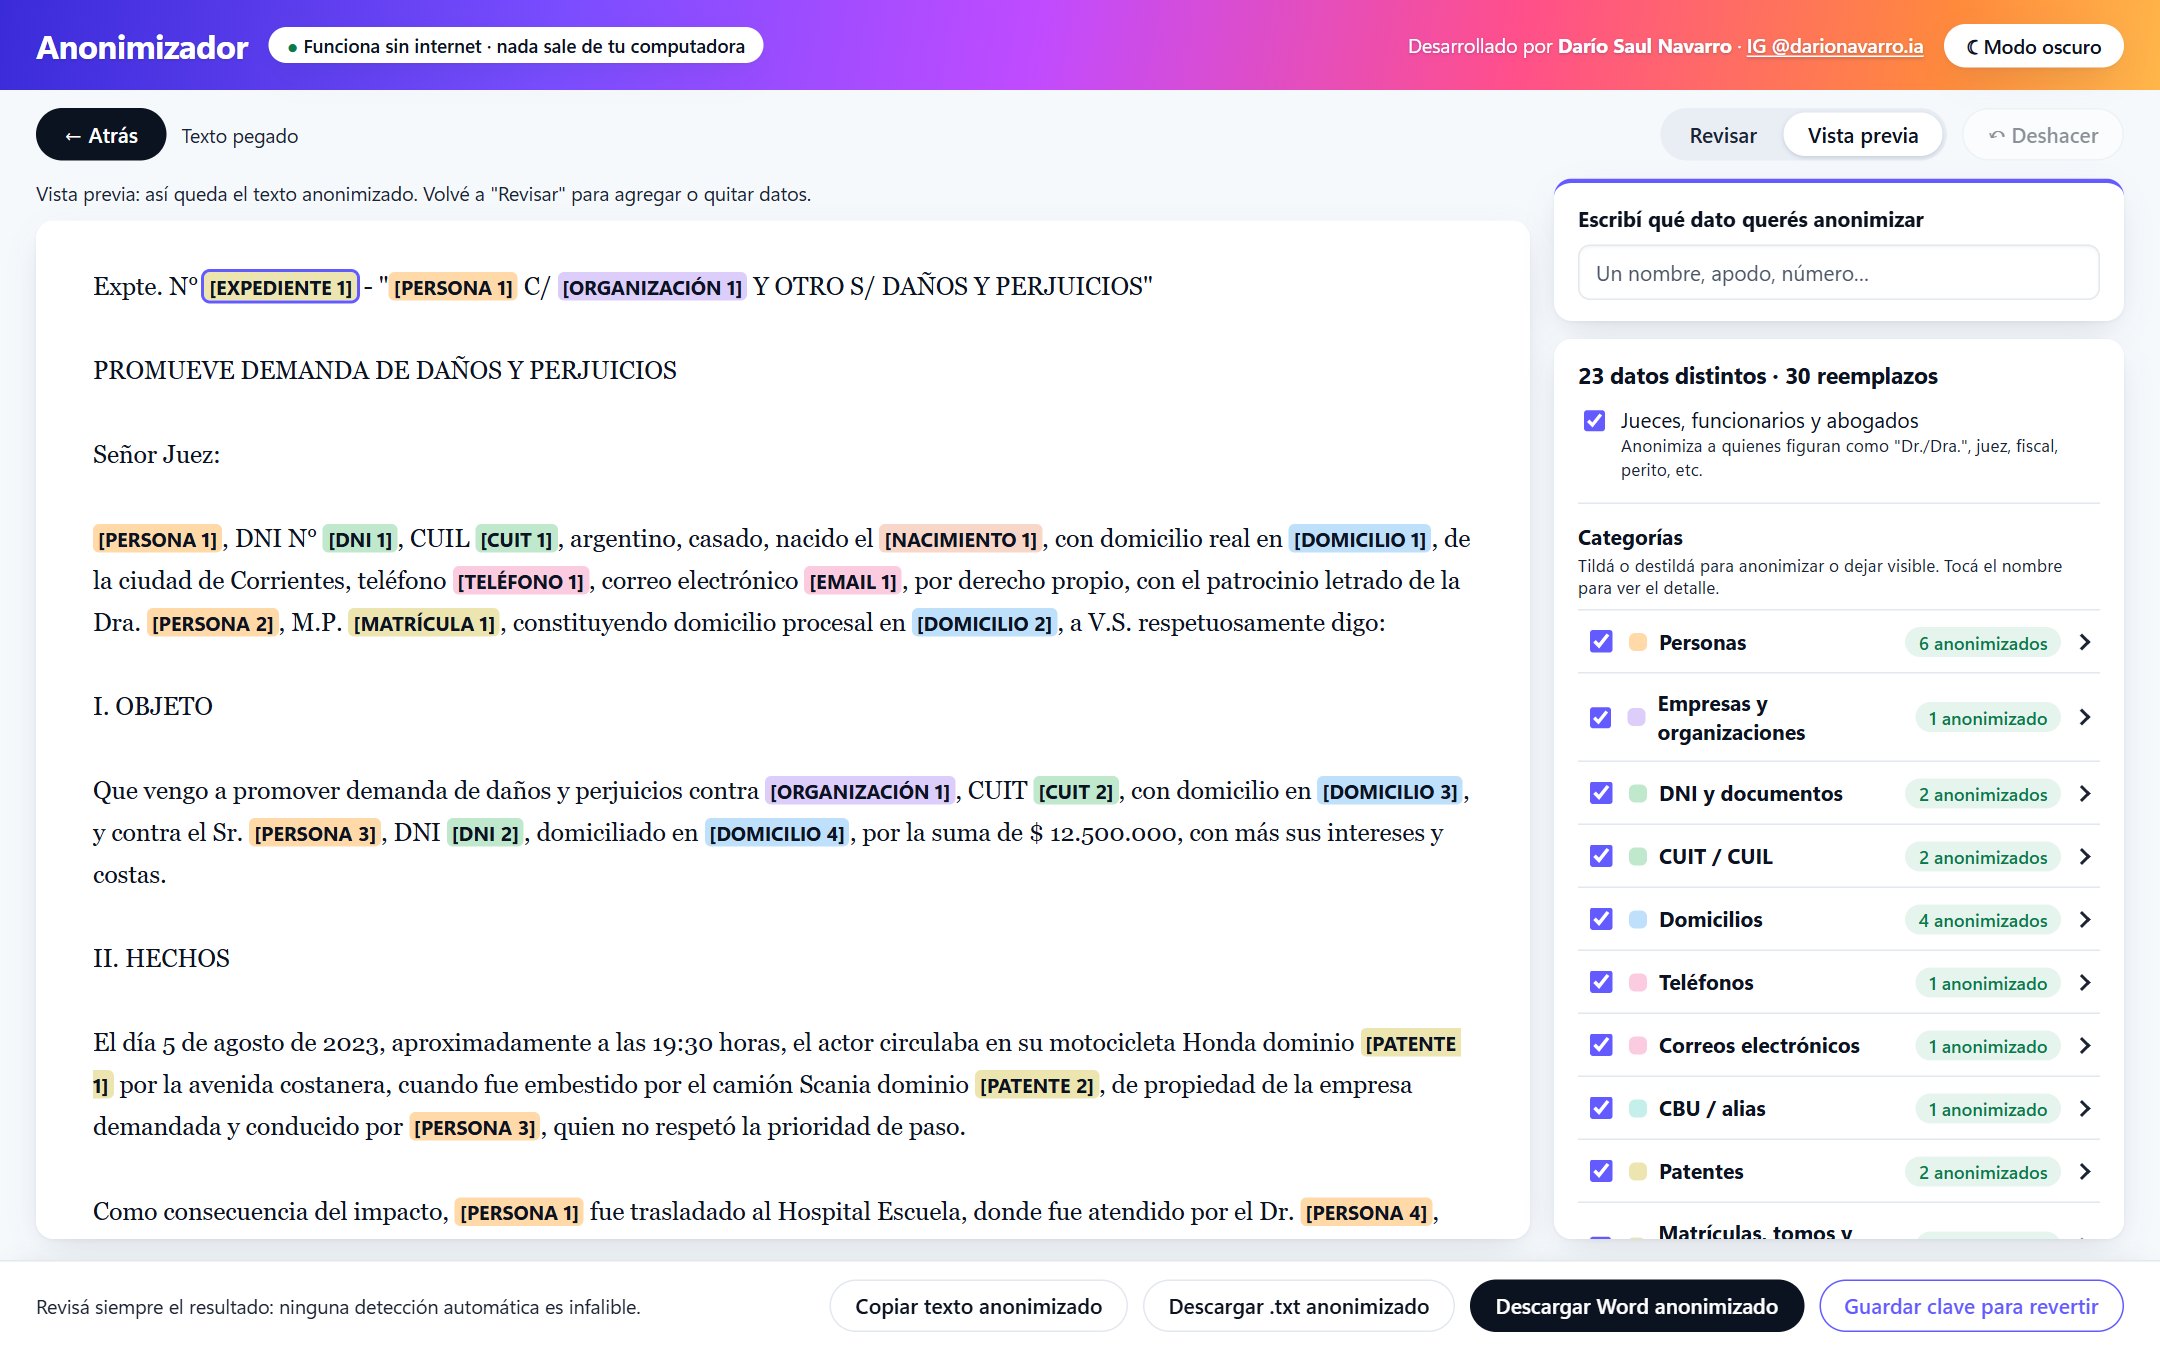 Anonimizador
● Funciona sin internet · nada sale de tu computadora
Desarrollado por Darío Saul Navarro · IG @darionavarro.ia
☾ Modo oscuro
← Atrás
Texto pegado
Revisar
Vista previa
↶ Deshacer
Vista previa: así queda el texto anonimizado. Volvé a "Revisar" para agregar o quitar datos.
Expte. N° [EXPEDIENTE 1] - "[PERSONA 1] C/ [ORGANIZACIÓN 1] Y OTRO S/ DAÑOS Y PERJUICIOS"
PROMUEVE DEMANDA DE DAÑOS Y PERJUICIOS
Señor Juez:
[PERSONA 1], DNI N° [DNI 1], CUIL [CUIT 1], argentino, casado, nacido el [NACIMIENTO 1], con domicilio real en [DOMICILIO 1], de
la ciudad de Corrientes, teléfono [TELÉFONO 1], correo electrónico [EMAIL 1], por derecho propio, con el patrocinio letrado de la
Dra. [PERSONA 2], M.P. [MATRÍCULA 1], constituyendo domicilio procesal en [DOMICILIO 2], a V.S. respetuosamente digo:
I. OBJETO
Que vengo a promover demanda de daños y perjuicios contra [ORGANIZACIÓN 1], CUIT [CUIT 2], con domicilio en [DOMICILIO 3],
y contra el Sr. [PERSONA 3], DNI [DNI 2], domiciliado en [DOMICILIO 4], por la suma de $ 12.500.000, con más sus intereses y
costas.
II. HECHOS
El día 5 de agosto de 2023, aproximadamente a las 19:30 horas, el actor circulaba en su motocicleta Honda dominio [PATENTE
1] por la avenida costanera, cuando fue embestido por el camión Scania dominio [PATENTE 2], de propiedad de la empresa
demandada y conducido por [PERSONA 3], quien no respetó la prioridad de paso.
Como consecuencia del impacto, [PERSONA 1] fue trasladado al Hospital Escuela, donde fue atendido por el Dr. [PERSONA 4],
Escribí qué dato querés anonimizar
Un nombre, apodo, número...
23 datos distintos · 30 reemplazos
Jueces, funcionarios y abogados
Anonimiza a quienes figuran como "Dr./Dra.", juez, fiscal,
perito, etc.
Categorías
Tildá o destildá para anonimizar o dejar visible. Tocá el nombre
para ver el detalle.
Personas
6 anonimizados
Empresas y
organizaciones
1 anonimizado
DNI y documentos
2 anonimizados
CUIT / CUIL
2 anonimizados
Domicilios
4 anonimizados
Teléfonos
1 anonimizado
Correos electrónicos
1 anonimizado
CBU / alias
1 anonimizado
Patentes
2 anonimizados
Matrículas, tomos y
Revisá siempre el resultado: ninguna detección automática es infalible.
Copiar texto anonimizado
Descargar .txt anonimizado
Descargar Word anonimizado
Guardar clave para revertir